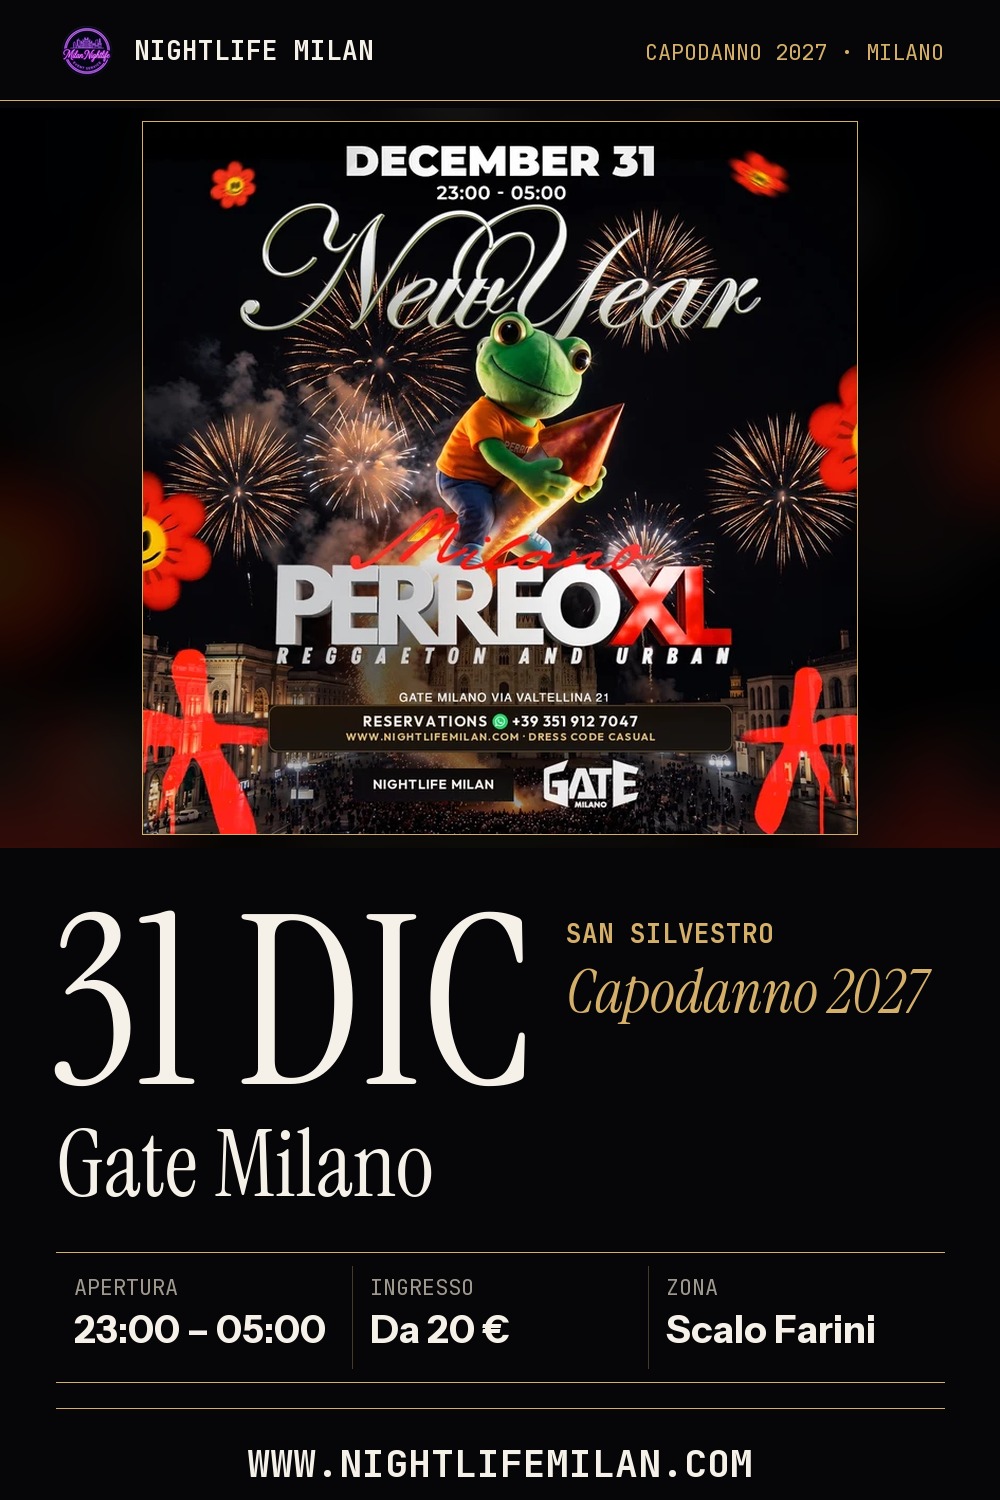 Milan Nightlife
NIGHTLIFE MILAN
CAPODANNO 2027 · MILANO
DECEMBER 31
23:00 - 05:00
New Year
Milano
PERREOXL
REGGAETON AND URBAN
GATE MILANO VIA VALTELLINA 21
RESERVATIONS +39 351 912 7047
WWW.NIGHTLIFEMILAN.COM · DRESS CODE CASUAL
NIGHTLIFE MILAN
GATE
MILANO
31 DIC
SAN SILVESTRO
Capodanno 2027
Gate Milano
APERTURA
23:00 – 05:00
INGRESSO
Da 20 €
ZONA
Scalo Farini
WWW.NIGHTLIFEMILAN.COM